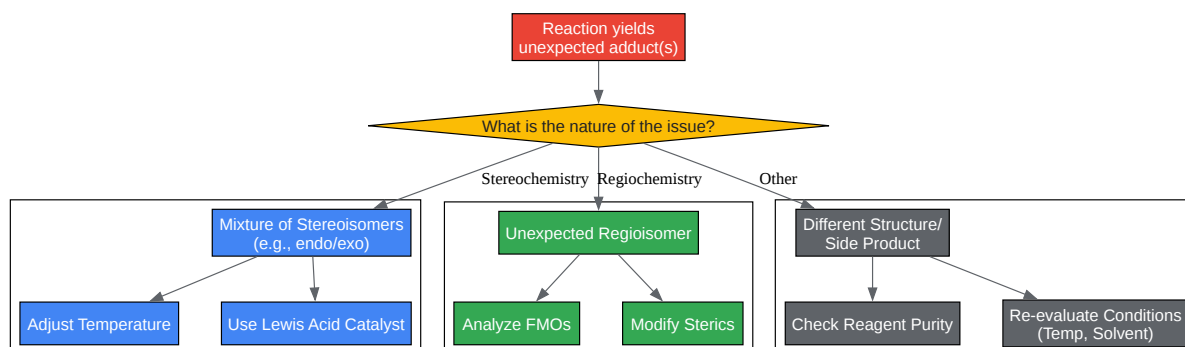 Reaction yields
unexpected adduct(s)
What is the nature of the issue?
Stereochemistry
Regiochemistry
Other
Mixture of Stereoisomers
(e.g., endo/exo)
Unexpected Regioisomer
Different Structure/
Side Product
Adjust Temperature
Use Lewis Acid Catalyst
Analyze FMOs
Modify Sterics
Check Reagent Purity
Re-evaluate Conditions
(Temp, Solvent)